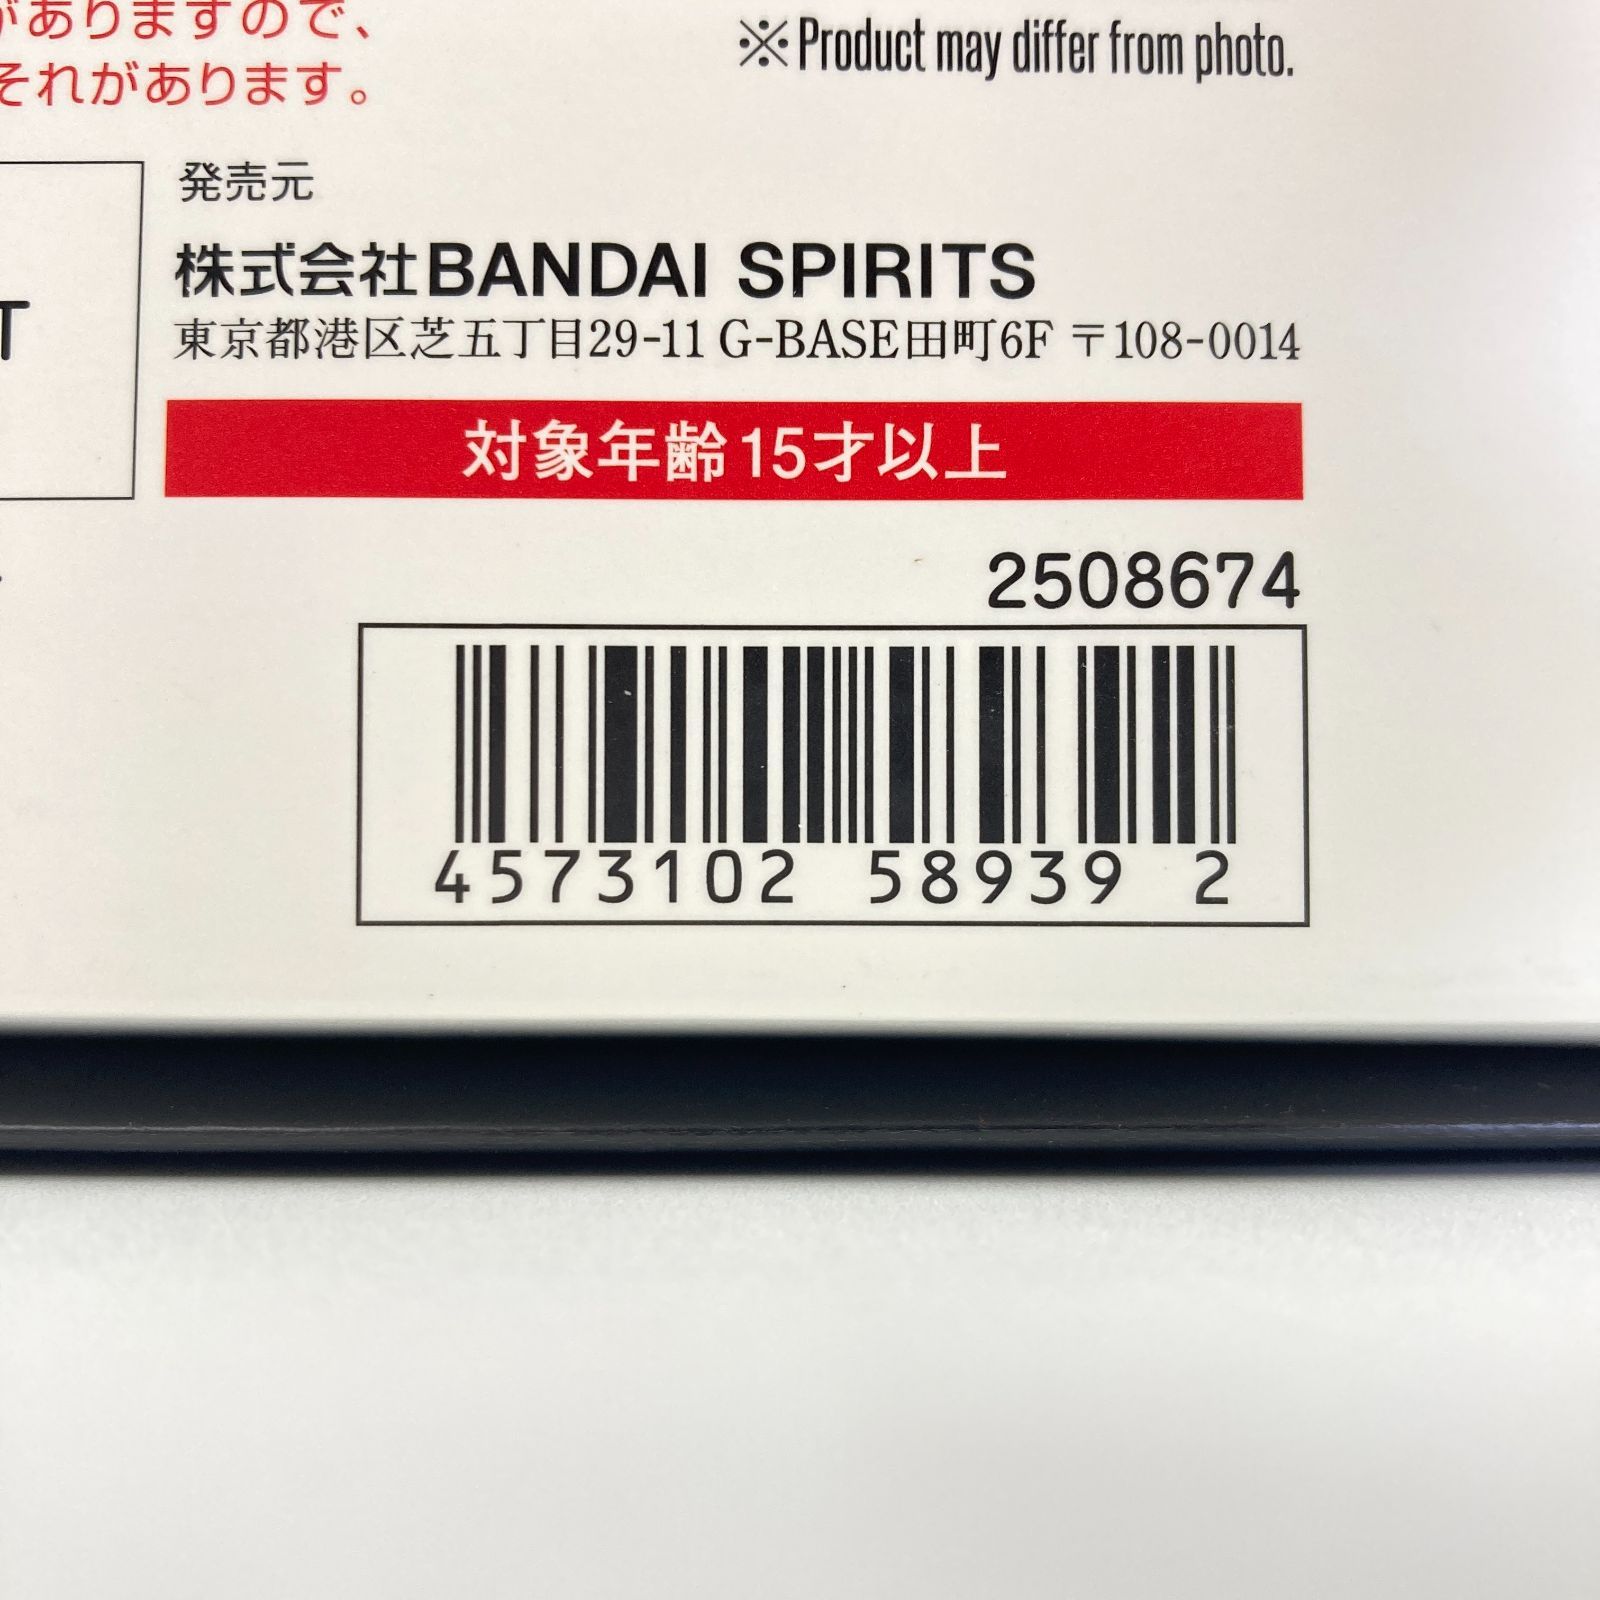 がありますので、
それがあります。
※Product may differ from photo.
発売元
株式会社BANDAI SPIRITS
東京都港区芝五丁目29-11 G-BASE田町6F 〒108-0014
T
対象年齢15才以上
2508674
4573102 58939 2